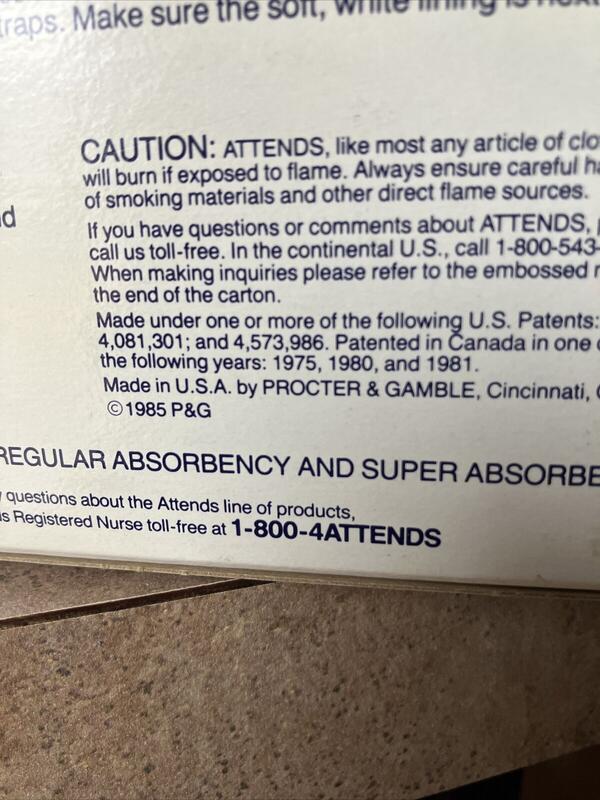 traps. Make sure the soft, white lining is
CAUTION: ATTENDS, like most any article of
will burn if exposed to flame. Always ensure careful
of smoking materials and other direct flame sources.
If you have questions or comments about ATTENDS,
call us toll-free. In the continental U.S., call 1-800-543-
When making inquiries please refer to the embossed
the end of the carton.
Made under one or more of the following U.S. Patents:
4,081,301; and 4,573,986. Patented in Canada in one
the following years: 1975, 1980, and 1981.
Made in U.S.A. by PROCTER & GAMBLE, Cincinnati,
© 1985 P&G
REGULAR ABSORBENCY AND SUPER
questions about the Attends line of products,
Registered Nurse toll-free at 1-800-4ATTENDS